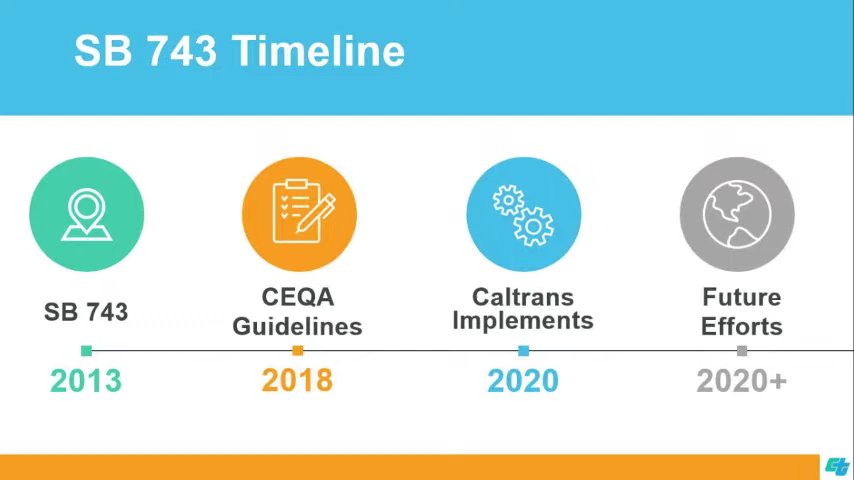 SB 743 Timeline
SB 743
CEQA
Guidelines
Caltrans
Implements
Future
Efforts
2013
2018
2020
2020+